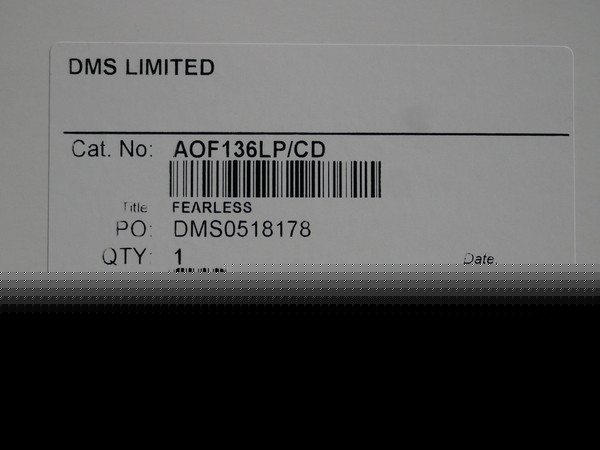 DMS LIMITED
Cat. No: AOF136LP/CD
Title FEARLESS
PO: DMS0518178
QTY: 1 Date: